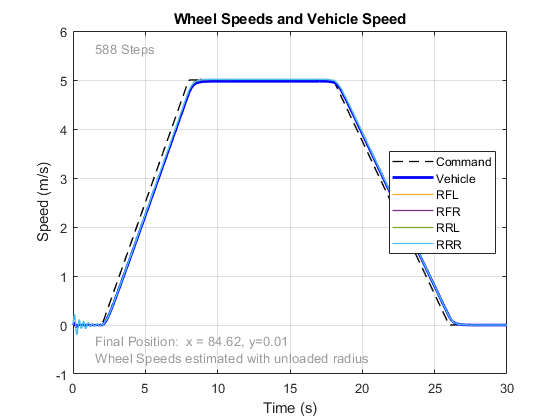 Wheel Speeds and Vehicle Speed
6
588 Steps
5
4
3
2
1
0
-1
Speed (m/s)
Command
Vehicle
RFL
RFR
RRL
RRR
Final Position:  x = 84.62, y=0.01
Wheel Speeds estimated with unloaded radius
0 5 10 15 20 25 30
Time (s)